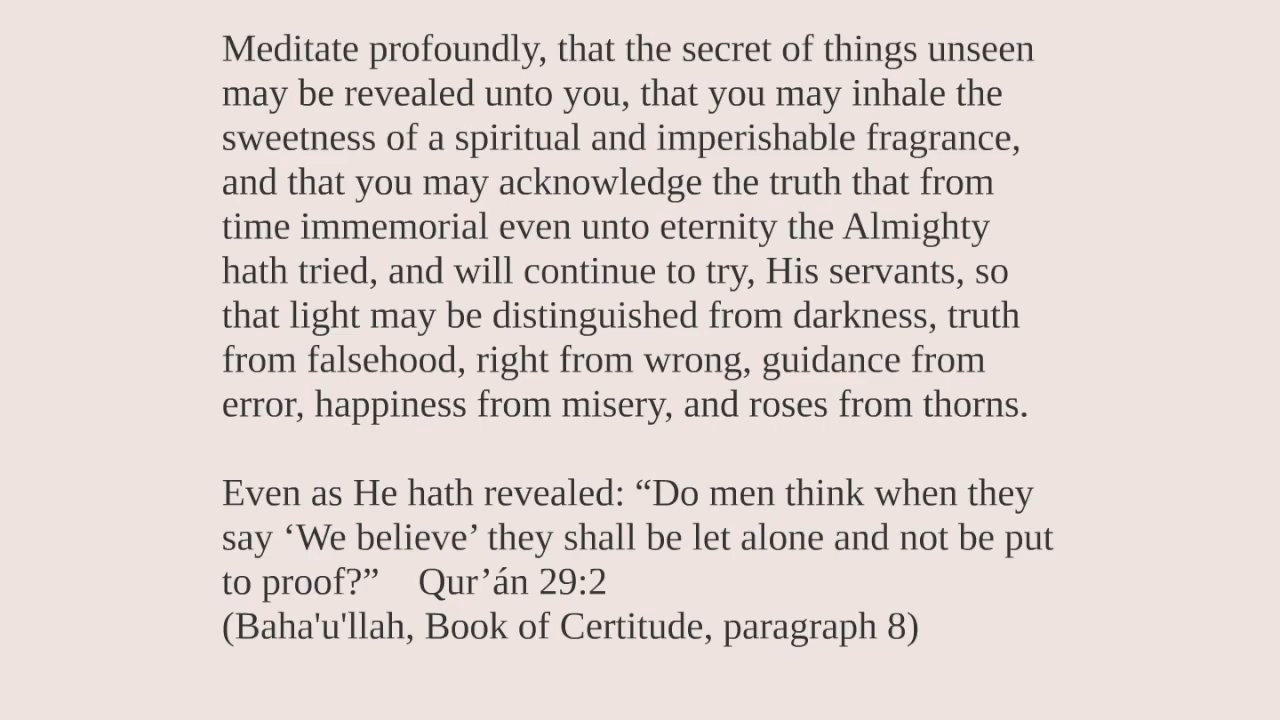 Meditate profoundly, that the secret of things unseen
may be revealed unto you, that you may inhale the
sweetness of a spiritual and imperishable fragrance,
and that you may acknowledge the truth that from
time immemorial even unto eternity the Almighty
hath tried, and will continue to try, His servants, so
that light may be distinguished from darkness, truth
from falsehood, right from wrong, guidance from
error, happiness from misery, and roses from thorns.
Even as He hath revealed: “Do men think when they
say ‘We believe’ they shall be let alone and not be put
to proof?” Qur’án 29:2
(Baha'u'llah, Book of Certitude, paragraph 8)